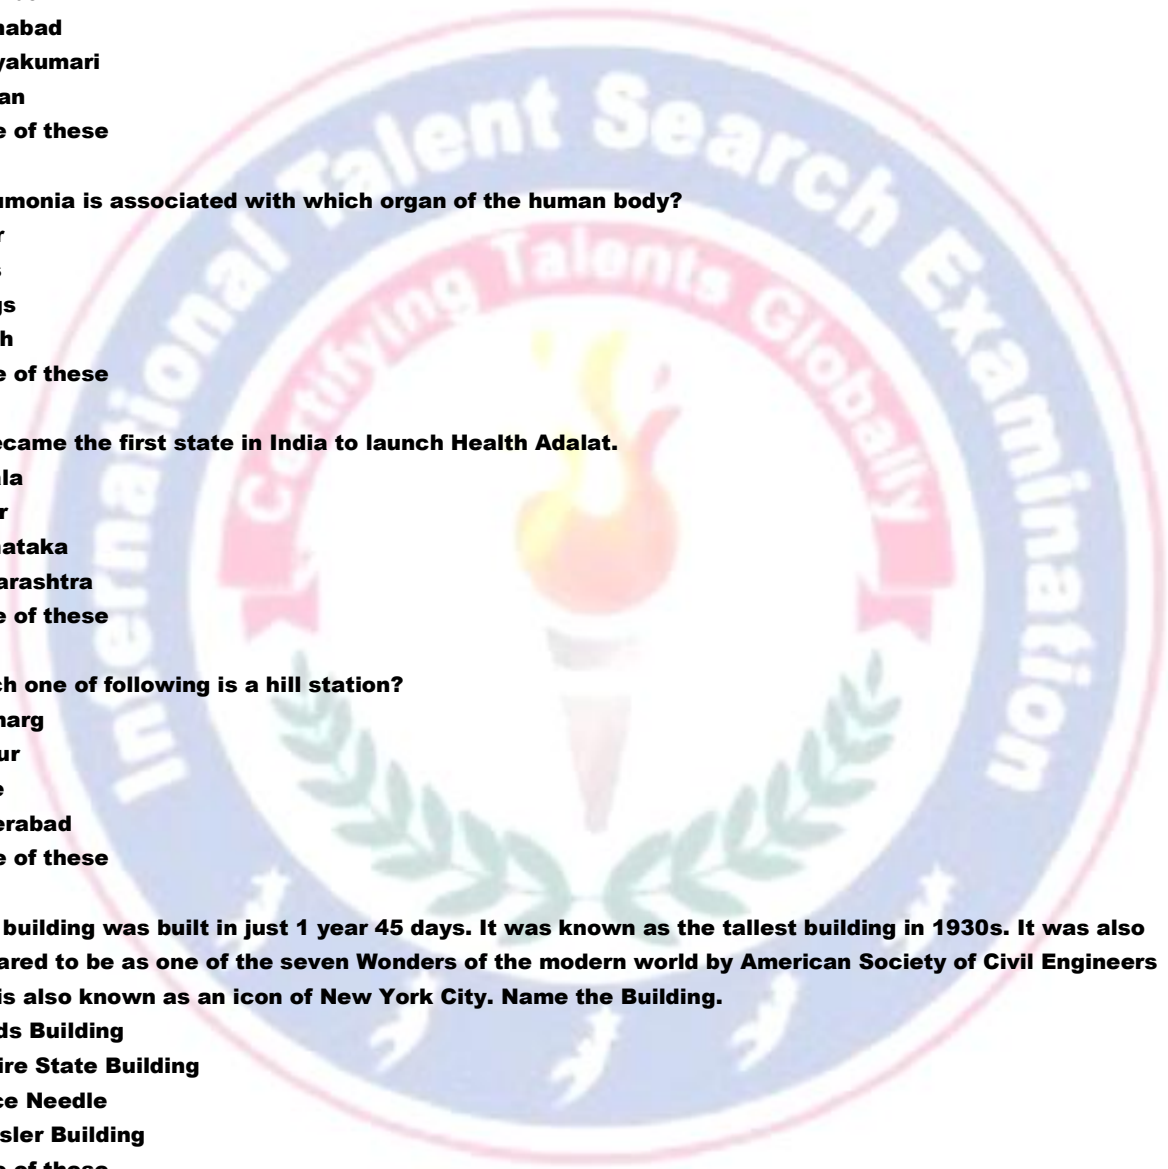 nabad
yakumari
an
e of these
umonia is associated with which organ of the human body?
r
s
gs
h
e of these
ecame the first state in India to launch Health Adalat.
ala
r
nataka
arashtra
e of these
ch one of following is a hill station?
marg
ur
e
erabad
e of these
building was built in just 1 year 45 days. It was known as the tallest building in 1930s. It was also
ared to be as one of the seven Wonders of the modern world by American Society of Civil Engineers
is also known as an icon of New York City. Name the Building.
ds Building
ire State Building
ce Needle
sler Building
e of these
International Talent Search Examination
Certifying Talents Globally